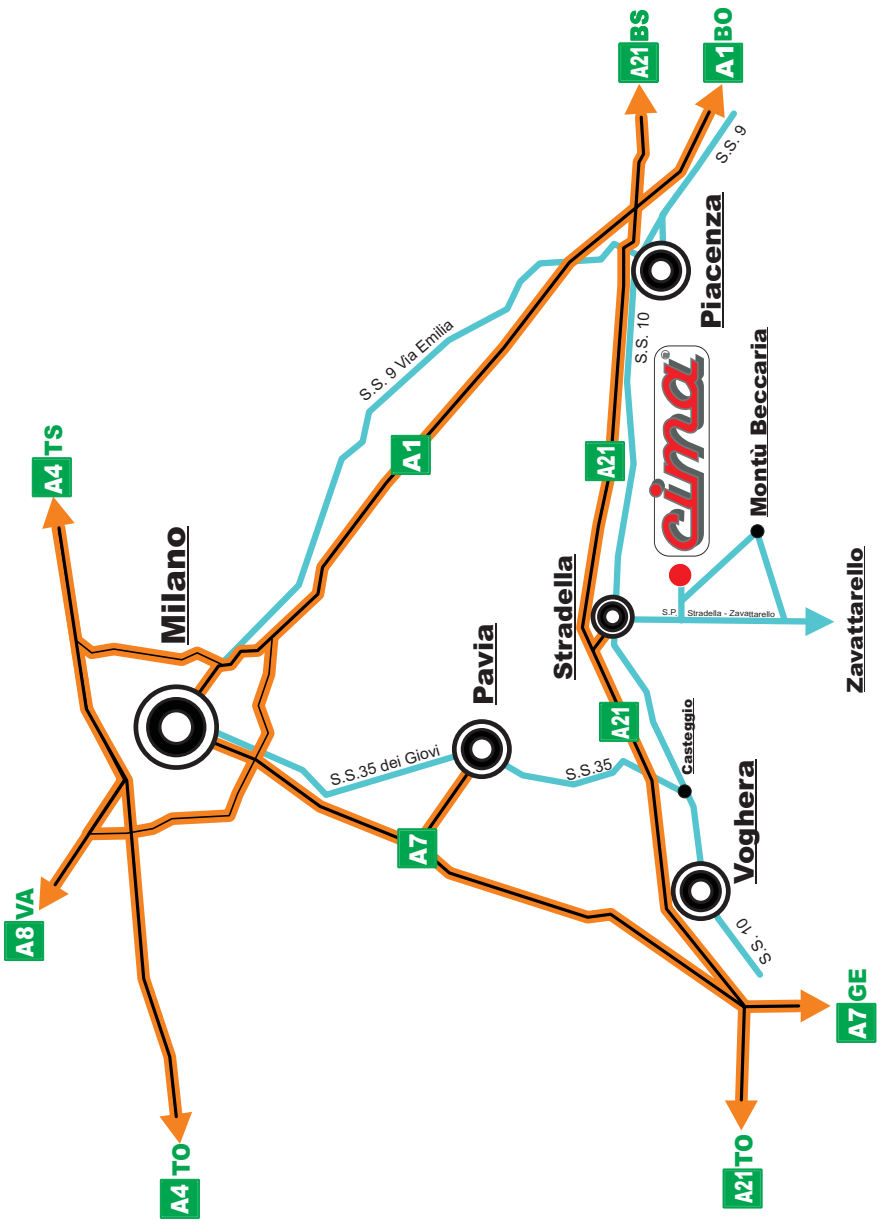 A4 TO
A8 VA
A4 TS
Milano
S.S. 9 Via Emilia
A1
S.S.35 dei Giovi
Pavia
A7
S.S.35
A21 BS
A1 BO
S.S. 9
Piacenza
S.S. 10
A21
Stradella
cima®
S.P. Stradella - Zavattarello
Montù Beccaria
Zavattarello
A21
Casteggio
Voghera
S.S. 10
A7 GE
A21 TO